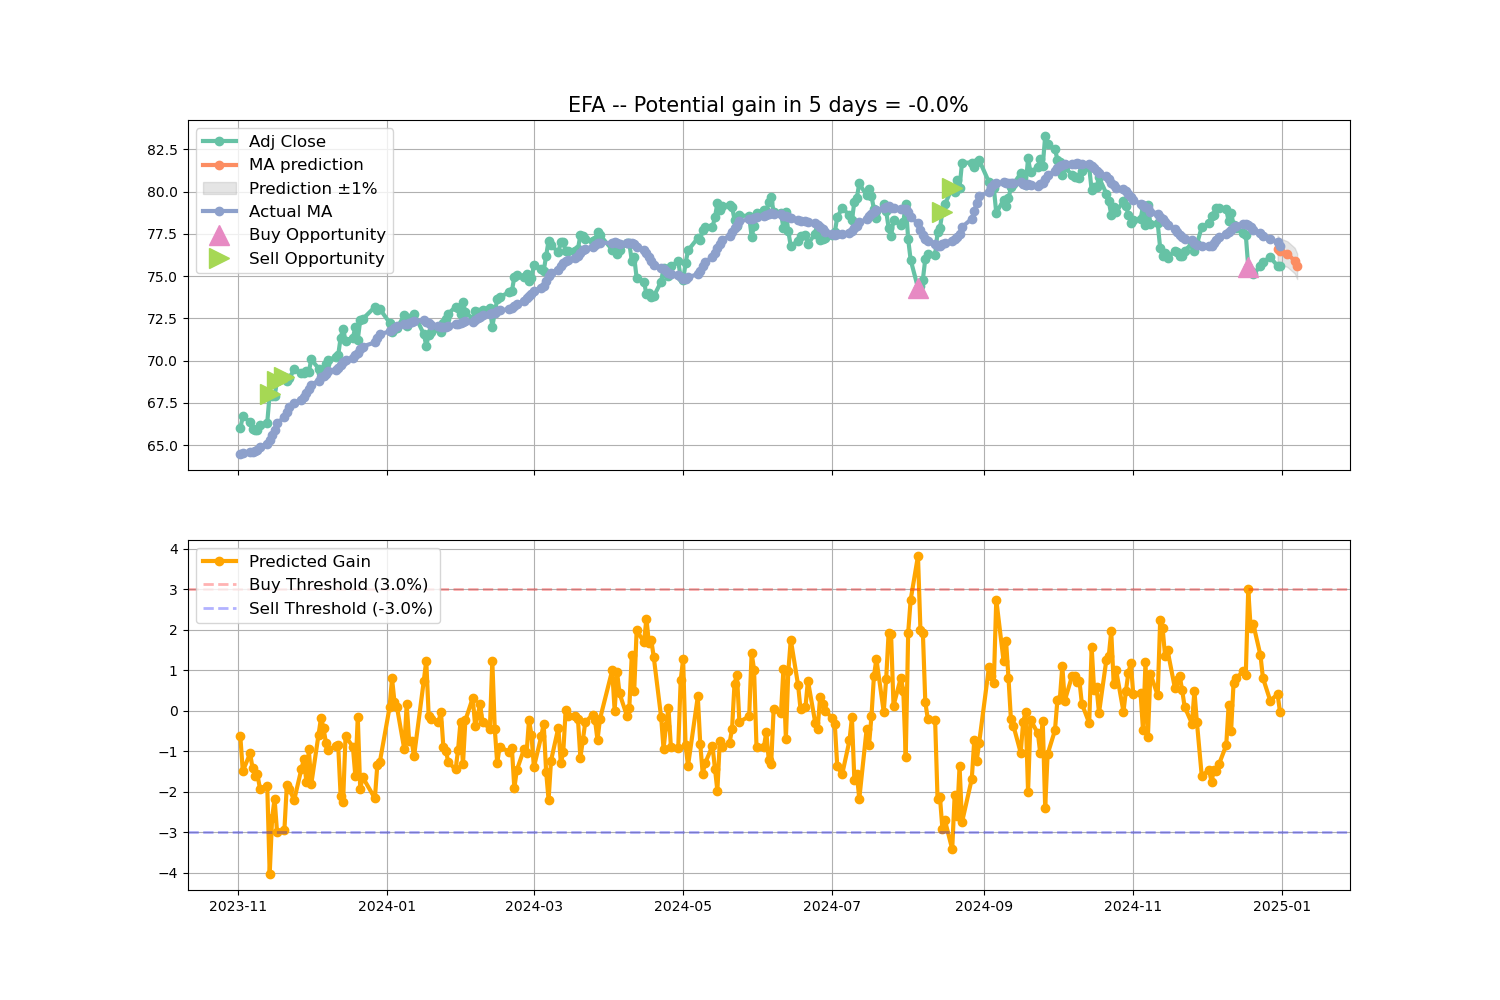 EFA -- Potential gain in 5 days = -0.0%
Adj Close
MA prediction
Prediction ±1%
Actual MA
Buy Opportunity
Sell Opportunity
82.5
80.0
77.5
75.0
72.5
70.0
67.5
65.0
Predicted Gain
Buy Threshold (3.0%)
Sell Threshold (-3.0%)
4
3
2
1
0
−1
−2
−3
−4
2023-11 2024-01 2024-03 2024-05 2024-07 2024-09 2024-11 2025-01